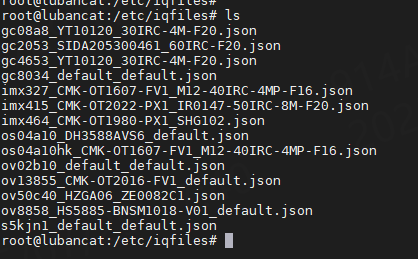 root@lubancat:/etc/iqfiles#
root@lubancat:/etc/iqfiles# ls
gc08a8_YT10120_30IRC-4M-F20.json
gc2053_SIDA205300461_60IRC-F20.json
gc4653_YT10120_30IRC-4M-F20.json
gc8034_default_default.json
imx327_CMK-OT1607-FV1_M12-40IRC-4MP-F16.json
imx415_CMK-OT2022-PX1_IR0147-50IRC-8M-F20.json
imx464_CMK-OT1980-PX1_SHG102.json
os04a10_DH3588AVS6_default.json
os04a10hk_CMK-OT1607-FV1_M12-40IRC-4MP-F16.json
ov02b10_default_default.json
ov13855_CMK-OT2016-FV1_default.json
ov50c40_HZGA06_ZE0082C1.json
ov8858_HS5885-BNSM1018-V01_default.json
s5kjn1_default_default.json
root@lubancat:/etc/iqfiles#